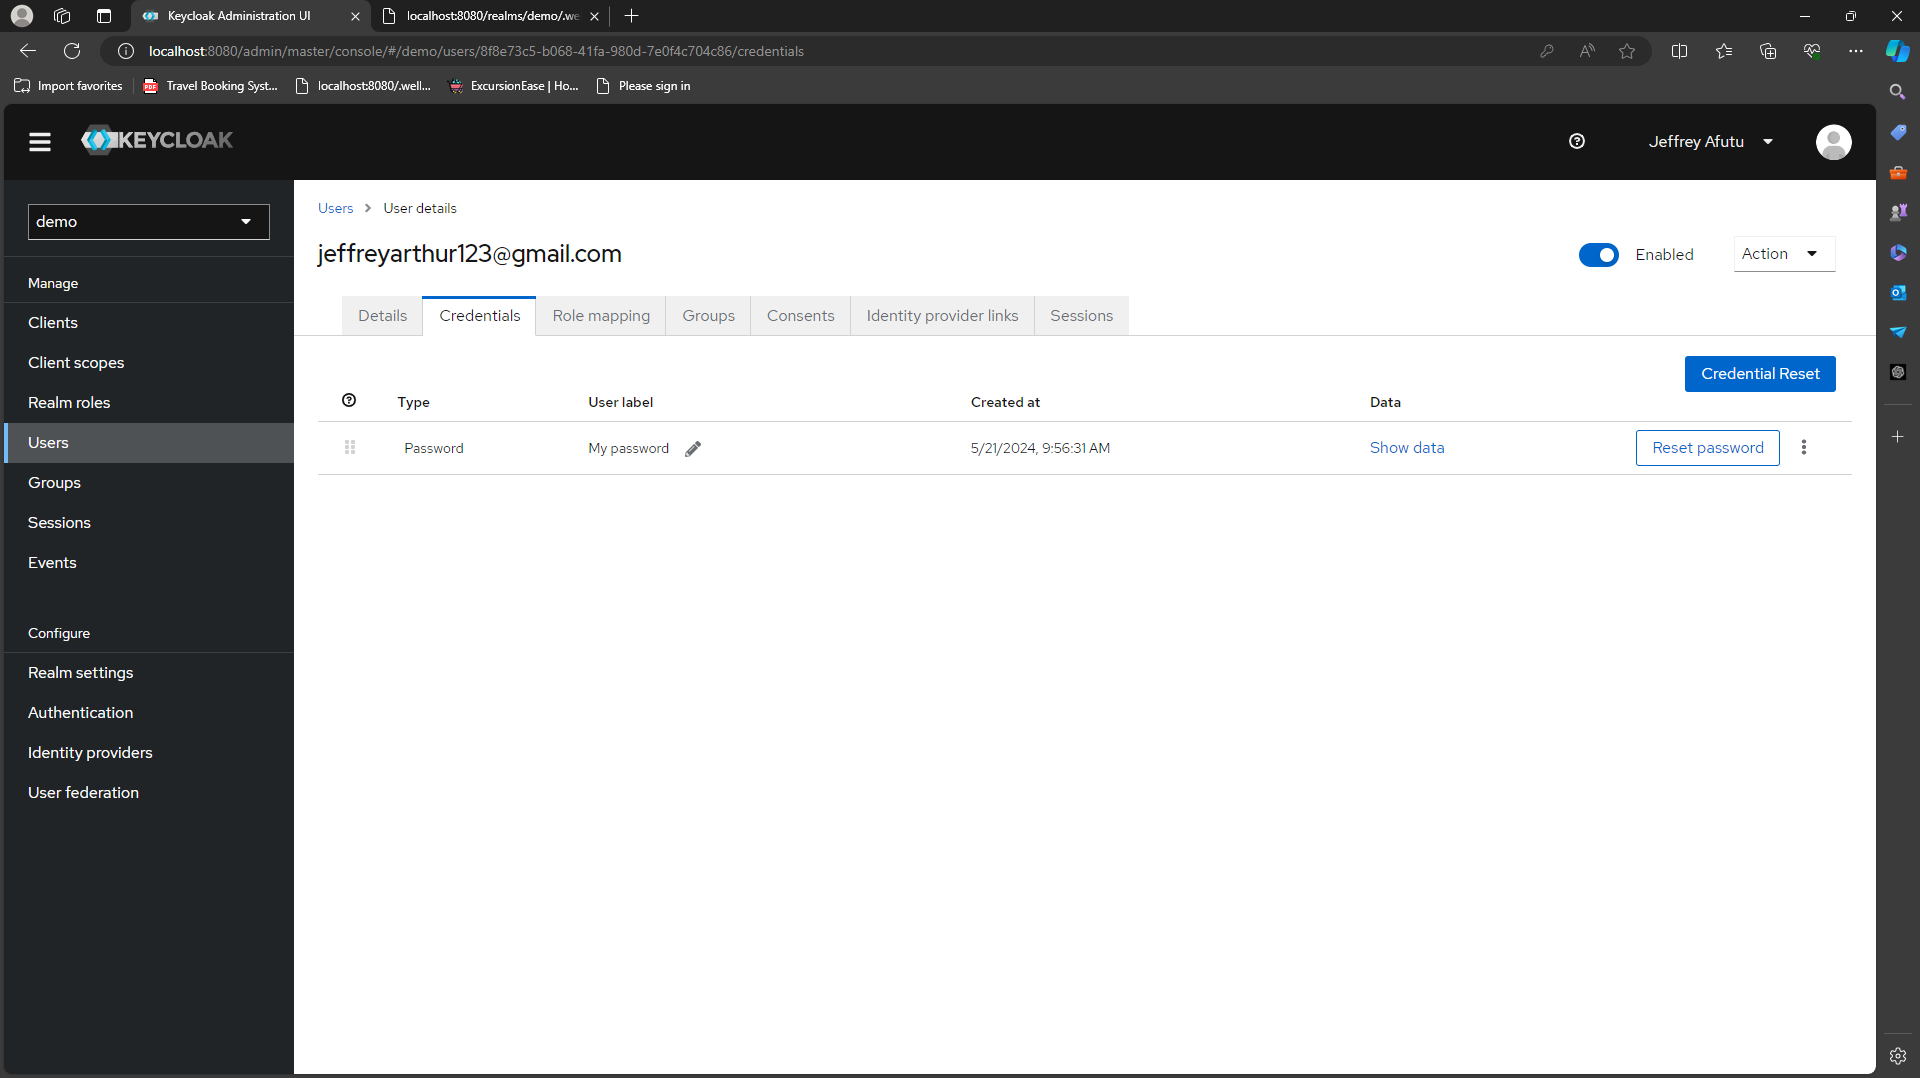 Keycloak Administration UI
localhost:8080/realms/demo/.we
localhost:8080/admin/master/console/#/demo/users/8f8e73c5-b068-41fa-980d-7e0f4c704c86/credentials
Import favorites
Travel Booking Syst...
localhost:8080/.well...
ExcursionEase | Ho...
Please sign in
KEYCLOAK
Jeffrey Afutu
demo
Manage
Clients
Client scopes
Realm roles
Users
Groups
Sessions
Events
Configure
Realm settings
Authentication
Identity providers
User federation
Users > User details
jeffreyarthur123@gmail.com
Enabled
Action
Details Credentials Role mapping Groups Consents Identity provider links Sessions
Credential Reset
Type User label Created at Data
Password My password 5/21/2024, 9:56:31 AM Show data Reset password